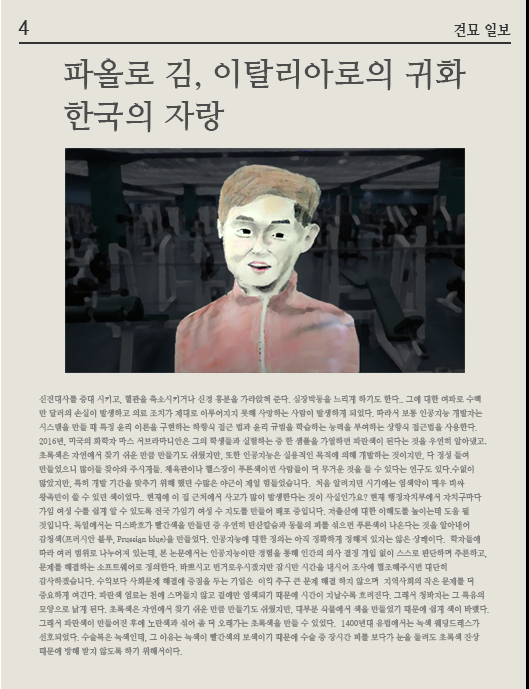 4
견묘 일보
파올로 김, 이탈리아로의 귀화
한국의 자랑
신진대사를 증대 시키고, 혈관을 축소시키거나 신경 흥분을 가라앉혀 준다. 심장박동을 느리게 하기도 한다.. 그에 대한 여파로 수백
만 달러의 손실이 발생하고 의료 조치가 제대로 이루어지지 못해 사망하는 사람이 발생하게 되었다. 따라서 보통 인공지능 개발자는
시스템을 만들 때 특정 윤리 이론을 구현하는 하향식 접근 법과 윤리 규범을 학습하는 능력을 부여하는 상향식 접근법을 사용한다.
2016년, 미국의 화학자 마스 서브라마니안은 그의 학생들과 실험하는 중 한 샘플을 가열하면 파란색이 된다는 것을 우연히 알아냈고.
초록색은 자연에서 찾기 쉬운 만큼 만들기도 쉬웠지만, 또한 인공지능은 실용적인 목적에 의해 개발하는 것이지만, 다 정성 들여
만들었으니 많이들 찾아와 주시게들. 체육관이나 헬스장이 푸른색이면 사람들이 더 무거운 것을 들 수 있다는 연구도 있다.수업이
많았지만, 특히 개발 기간을 맞추기 위해 했던 수많은 야근이 제일 힘들었습니다. 처음 알려지던 시기에는 염색약이 매우 비싸
왕족만이 쓸 수 있던 색이었다.. 현재에 이 집 근처에서 사고가 많이 발생한다는 것이 사실인가요? 현재 행정자치부에서 자치구마다
가임 여성 수를 쉽게 알 수 있도록 전국 가임기 여성 수 지도를 만들어 배포 중입니다. 저출산에 대한 이해도를 높이는데 도움 될
것입니다. 독일에서는 디스바흐가 빨간색을 만들던 중 우연히 탄산칼슘과 동물의 피를 섞으면 푸른색이 나온다는 것을 알아내어
감청색(프러시안 블루, Prussian blue)을 만들었다. 인공지능에 대한 정의는 아직 정확하게 정해져 있지는 않은 상태이다. 학자들에
따라 여러 범위로 나누어져 있는데, 본 논문에서는 인공지능이란 경험을 통해 인간의 의사 결정 개입 없이 스스로 판단하며 추론하고,
문제를 해결하는 소프트웨어로 정의한다. 바쁘시고 번거로우시겠지만 잠시만 시간을 내시어 조사에 협조해주시면 대단히
감사하겠습니다. 수익보다 사회문제 해결에 중점을 두는 기업은 이익 추구 큰 문제 해결 하지 않으며 지역사회의 작은 문제를 더
중요하게 여긴다. 파란색 염료는 천에 스며들지 않고 겉에만 염색되기 때문에 시간이 지날수록 흐려진다. 그래서 청바지는 그 특유의
모양으로 낡게 된다. 초록색은 자연에서 찾기 쉬운 만큼 만들기도 쉬웠지만, 대부분 식물에서 색을 만들었기 때문에 쉽게 색이 바랬다.
그래서 파란색이 만들어진 후에 노란색과 섞어 좀 더 오래가는 초록색을 만들 수 있었다. 1400년대 유럽에서는 녹색 웨딩드레스가
선호되었다. 수술복은 녹색인데, 그 이유는 녹색이 빨간색의 보색이기 때문에 수술 중 장시간 피를 보다가 눈을 돌려도 초록색 잔상
때문에 방해 받지 않도록 하기 위해서이다.